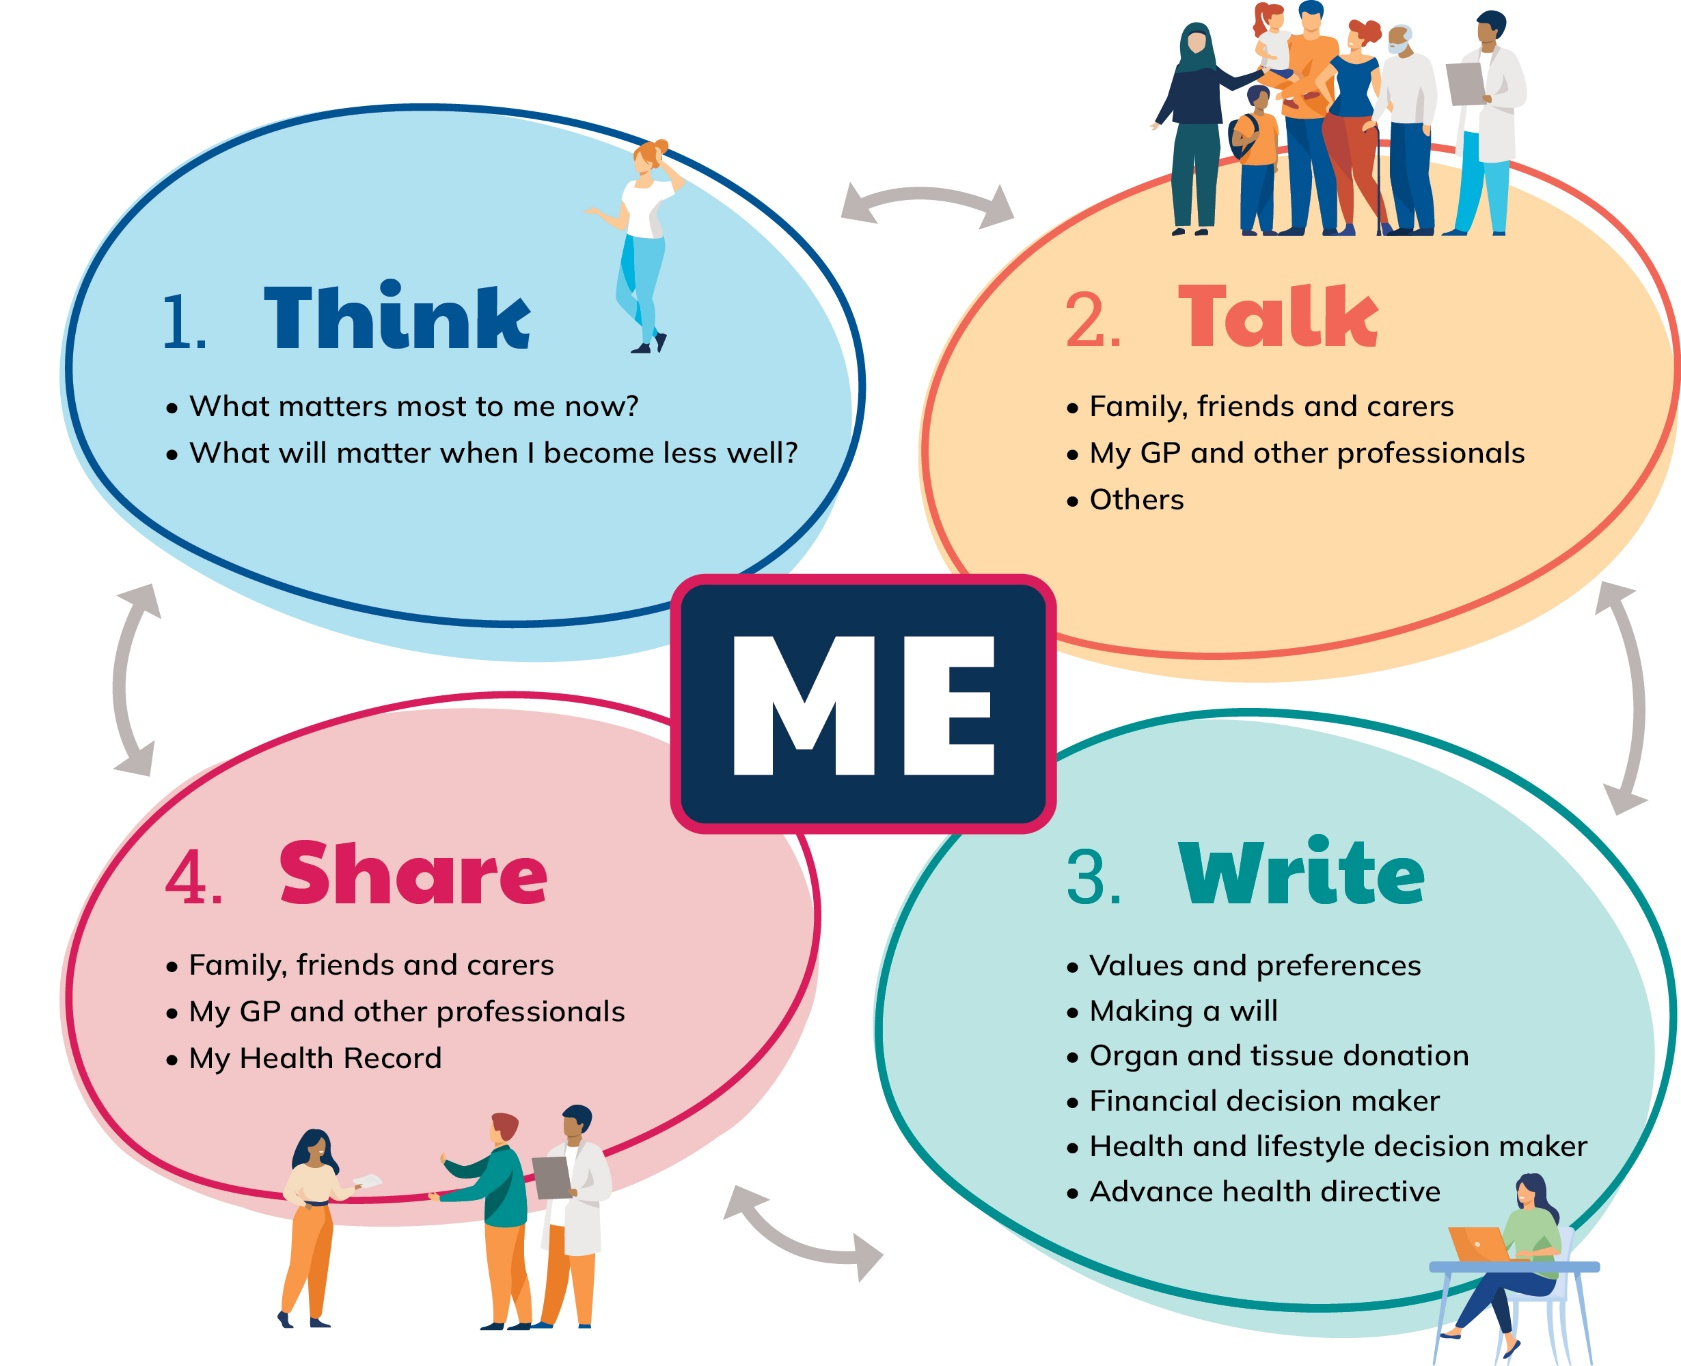 1. Think
• What matters most to me now?
• What will matter when I become less well?
2. Talk
• Family, friends and carers
• My GP and other professionals
• Others
ME
3. Write
• Values and preferences
• Making a will
• Organ and tissue donation
• Financial decision maker
• Health and lifestyle decision maker
• Advance health directive
4. Share
• Family, friends and carers
• My GP and other professionals
• My Health Record